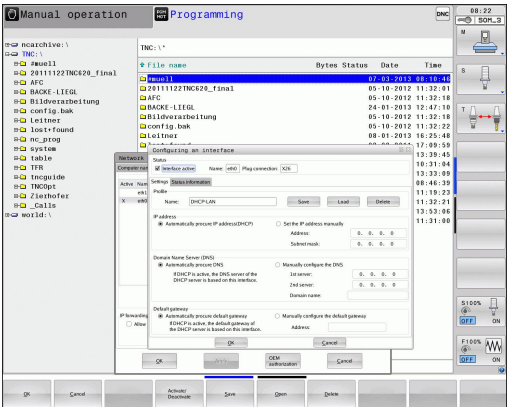 Manual operation
PGM
MGT
Programming
DNC
08:22
SOM_3
ncarchive:\
TNC:\
#muell
20111122TNC620_final
AFC
BACKE-LIEGL
Bildverarbeitung
config.bak
Leitner
lost+found
nc_prog
system
table
TFR
tncguide
TNCOpt
Zierhofer
_Calls
world:\
TNC:\*
File name Bytes Status Date Time
#muell 07-03-2013 08:10:46
20111122TNC620_final 05-10-2012 11:32:01
AFC 05-10-2012 11:32:18
BACKE-LIEGL 24-01-2013 12:47:10
Bildverarbeitung 05-10-2012 11:32:18
config.bak 05-10-2012 11:32:22
Leitner 08-01-2013 16:25:48
17:09:59
13:39:45
10:31:04
13:33:09
08:46:39
11:19:23
11:32:21
13:53:06
11:31:00
Network
Computer nam
Active Nam
eth1
X eth0
IP forwarding
Allow
OK
OEM
authorization
Cancel
Configuring an interface
Status
Interface active Name: eth0 Plug connection: X26
Settings Status information
Profile
Name: DHCP-LAN Save Load Delete
IP address
Automatically procure IP address(DHCP) Set the IP address manually
Address: 0. 0. 0. 0
Subnet mask: 0. 0. 0. 0
Domain Name Server (DNS)
Automatically procure DNS Manually configure the DNS
If DHCP is active, the DNS server of the
DHCP server is based on this interface.
1st server: 0. 0. 0. 0
2nd server: 0. 0. 0. 0
Domain name:
Default gateway
Automatically procure default gateway Manually configure the default gateway
If DHCP is active, the default gateway of
the DHCP server is based on this interface.
Address:
OK Cancel
M
S
T
S100%
OFF ON
F100%
OFF ON
OK
Cancel
Activate/
Deactivate
Save
Open
Delete